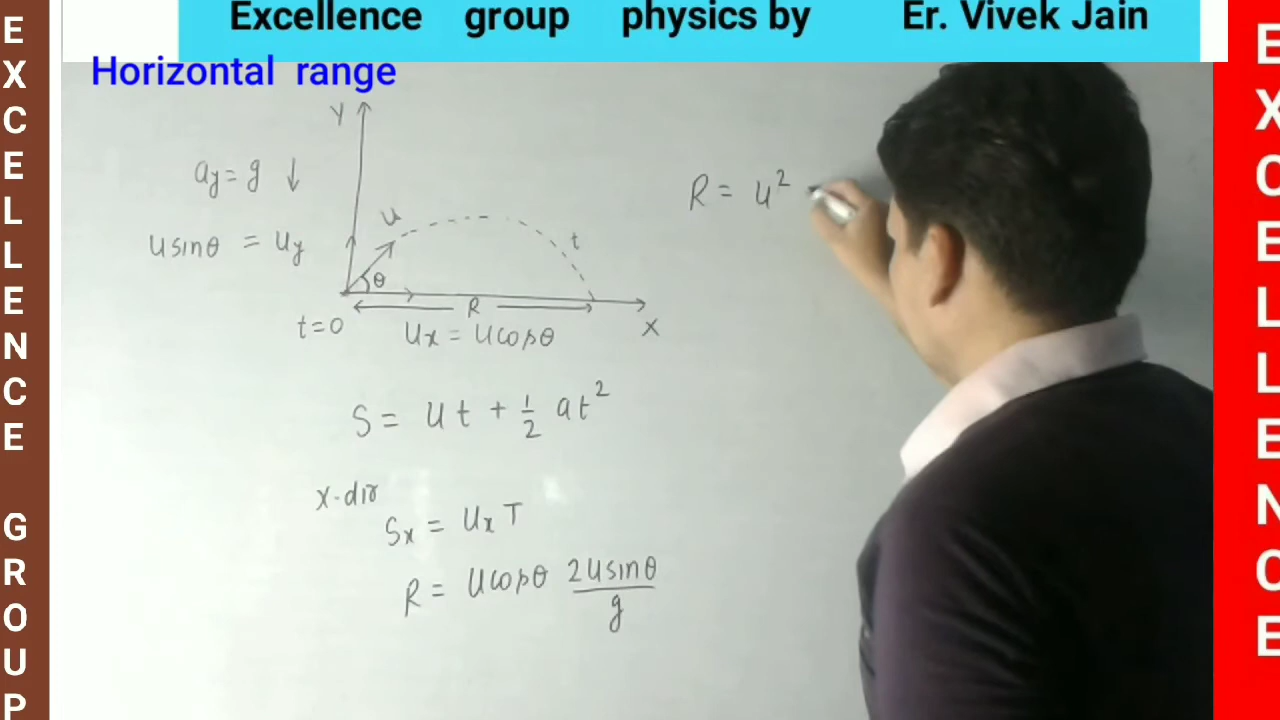 Excellence group physics by Er. Vivek Jain
Horizontal range
EXCELLENCE GROUP
EXCELLENCE
Y
ay = g ↓
u
usinθ = uy
t
θ
R
t=0
ux = ucosθ
X
S = ut + 1/2 at²
x-dir
Sx = ux T
R = ucosθ 2usinθ/g
R = u²